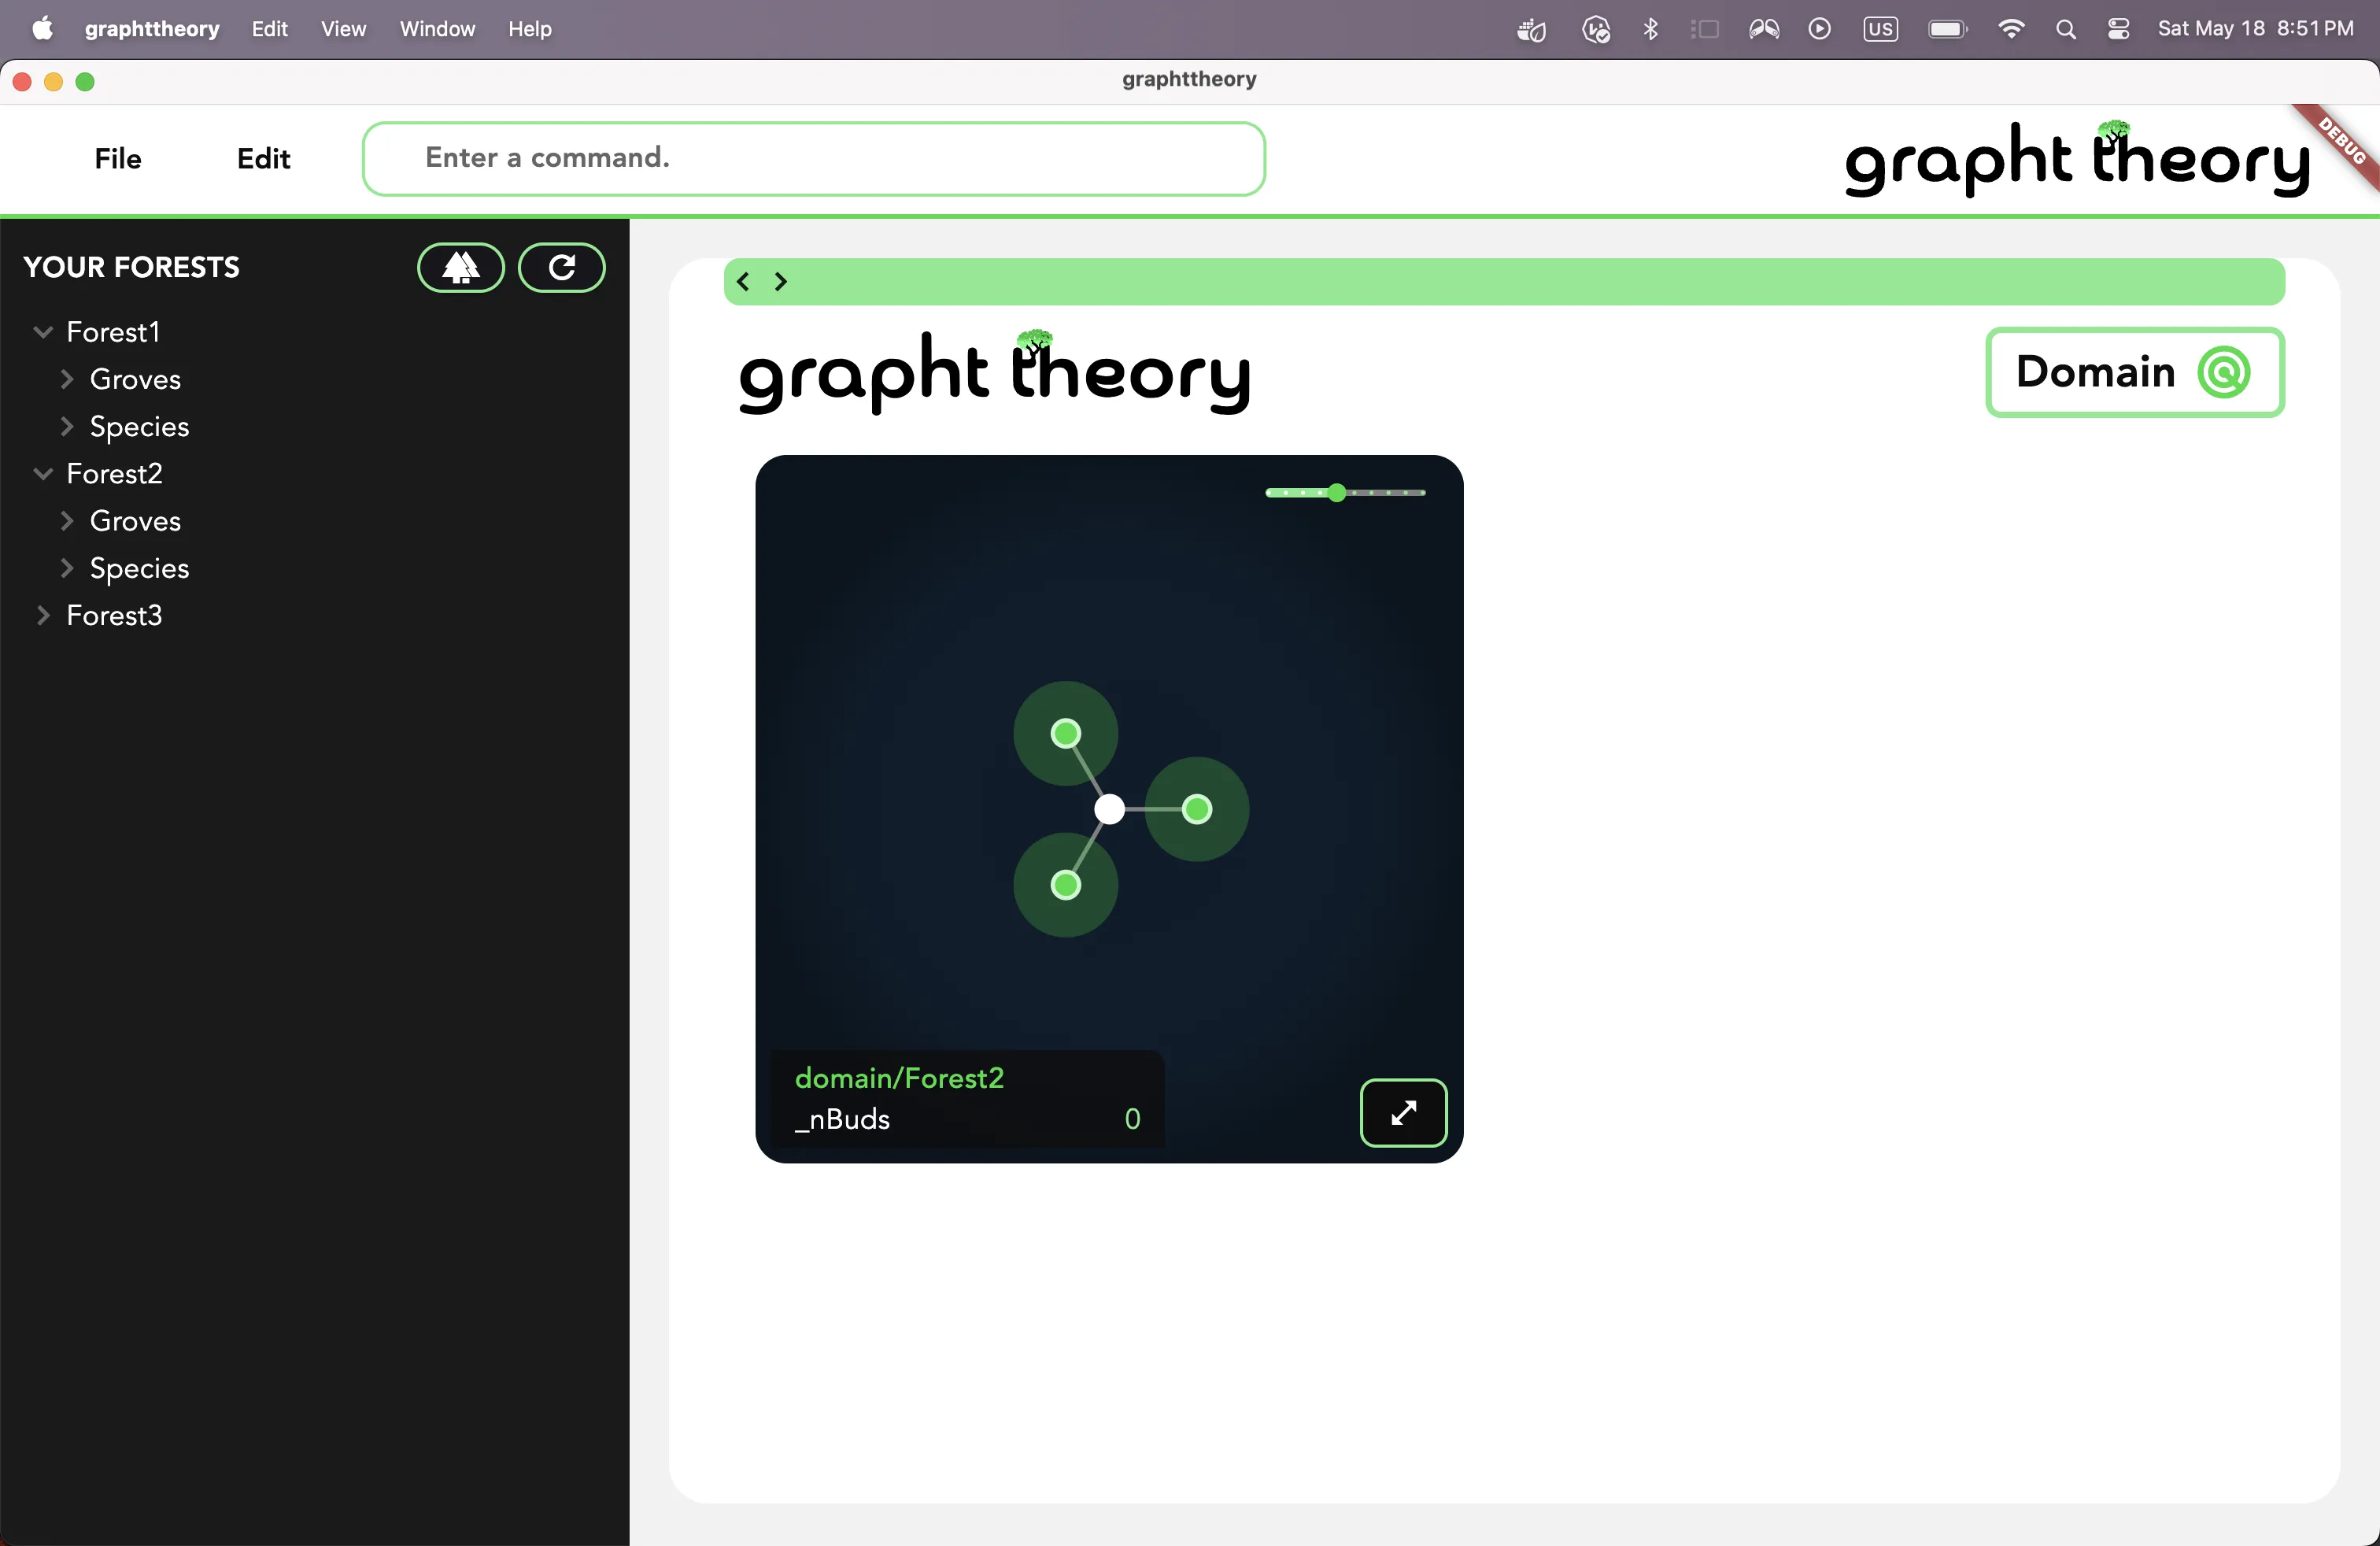 graphttheory Edit View Window Help US Sat May 18 8:51 PM
graphttheory
File Edit Enter a command. grapht theory DEBUG
YOUR FORESTS
Forest1
Groves
Species
Forest2
Groves
Species
Forest3
grapht theory Domain
domain/Forest2
_nBuds 0